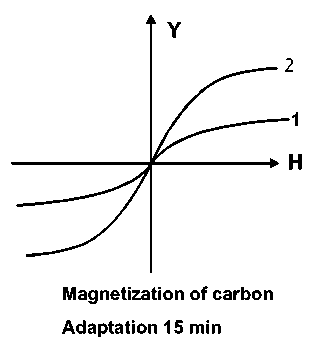 Y
2
1
H
Magnetization of carbon
Adaptation 15 min